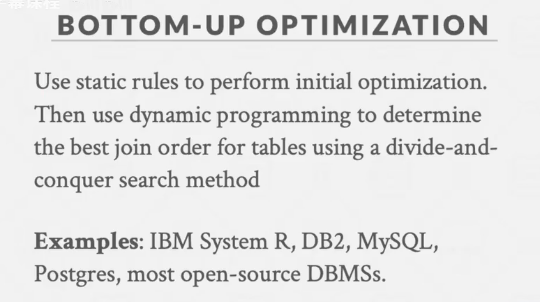 BOTTOM-UP OPTIMIZATION
Use static rules to perform initial optimization.
Then use dynamic programming to determine
the best join order for tables using a divide-and-
conquer search method
Examples: IBM System R, DB2, MySQL,
Postgres, most open-source DBMSs.